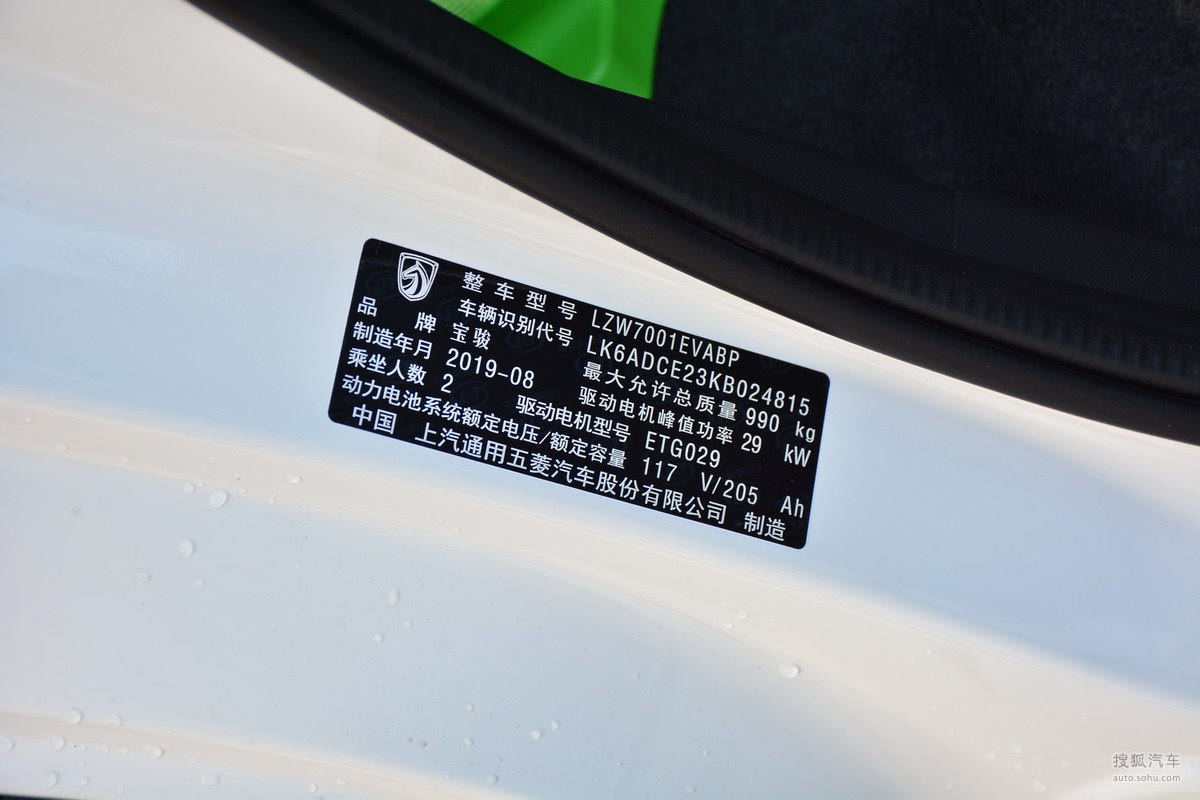 整车型号 LZW7001EVABP
车辆识别代号 LK6ADCE23KB024815
品牌 宝骏 最大允许总质量 990 kg
制造年月 2019-08 驱动电机峰值功率 29 kW
乘坐人数 2 驱动电机型号 ETG029
动力电池系统额定电压/额定容量 117 V/205 Ah
中国 上汽通用五菱汽车股份有限公司 制造
搜狐汽车
auto.sohu.com